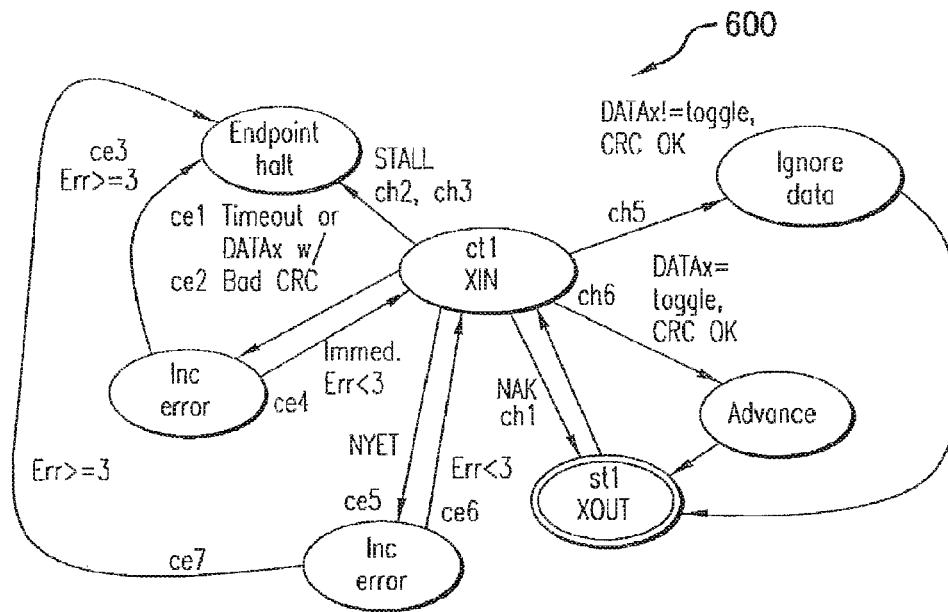 600
DATAx!=toggle,
CRC OK
Endpoint
halt
ce3
Err>=3
STALL
ch2, ch3
Ignore
data
ce1 Timeout or
DATAx w/
ce2 Bad CRC
ch5
ct1
XIN
DATAx=
toggle,
CRC OK
ch6
Immed.
Err<3
ce4
Inc
error
NAK
ch1
Advance
NYET
Err>=3
Err<3
ce5
ce6
st1
XOUT
Inc
error
ce7